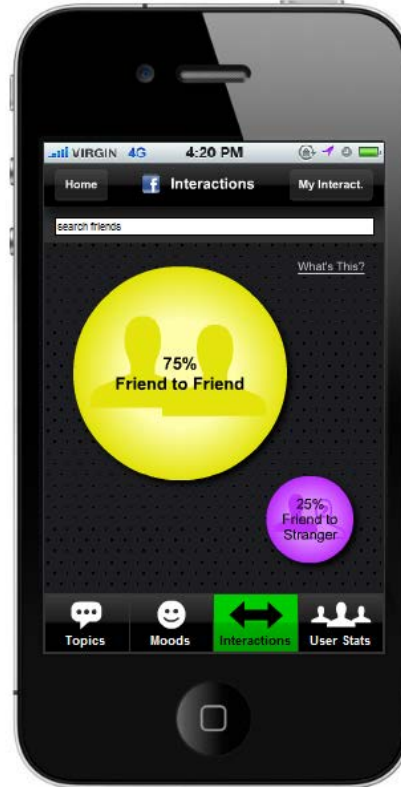 VIRGIN 4G 4:20 PM
Home f Interactions My Interact.
search friends
What's This?
75%
Friend to Friend
25%
Friend to
Stranger
Topics Moods Interactions User Stats